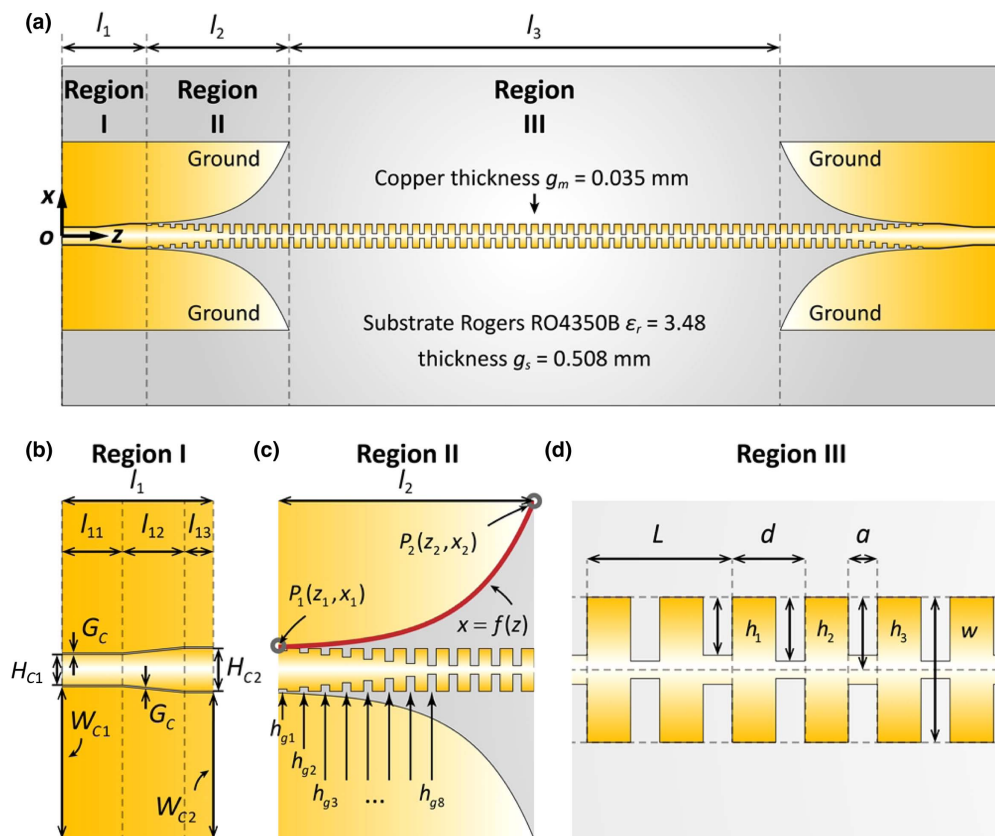 (a)
l1
l2
l3
Region
I
Region
II
Region
III
Ground
Ground
Copper thickness gm = 0.035 mm
x
o
z
Ground
Ground
Substrate Rogers RO4350B εr = 3.48
thickness gs = 0.508 mm
(b)
Region I
l1
l11
l12
l13
GC
HC1
HC2
GC
WC1
WC2
(c)
Region II
l2
P2(z2, x2)
P1(z1, x1)
x = f(z)
hg1
hg2
hg3
...
hg8
(d)
Region III
L
d
a
h1
h2
h3
w